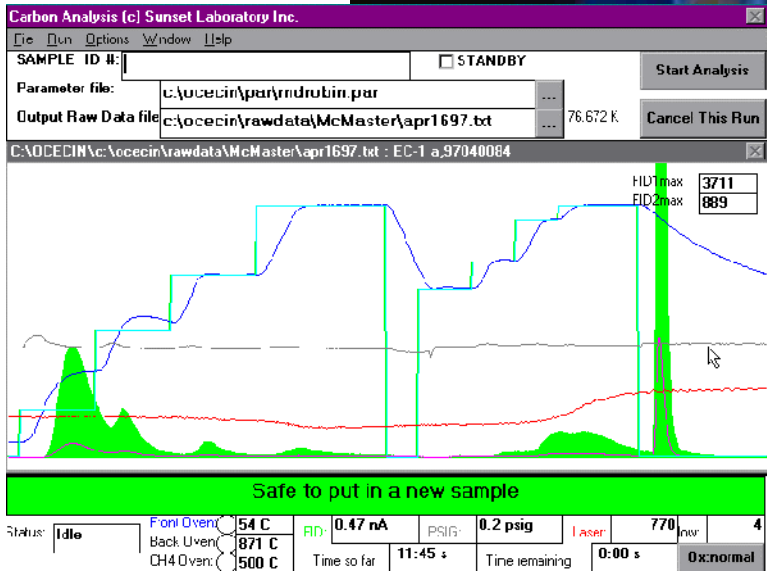 Carbon Analysis (c) Sunset Laboratory Inc.
File Run Options Window Help
SAMPLE ID #: STANDBY Start Analysis
Parameter file: c:\ocecin\par\rndrobin.par ...
Output Raw Data file c:\ocecin\rawdata\McMaster\apr1697.txt ... 76.672 K Cancel This Run
C:\OCECIN\c:\ocecin\rawdata\McMaster\apr1697.txt : EC-1 a,97040084
FID1max 3711
FID2max 889
Safe to put in a new sample
Status: Idle Front Oven: 54 C FID: 0.47 nA PSIG: 0.2 psig Laser: 770 low: 4
Back Oven: 871 C
CH4 Oven: 500 C Time so far 11:45 s Time remaining 0:00 s Ox:normal